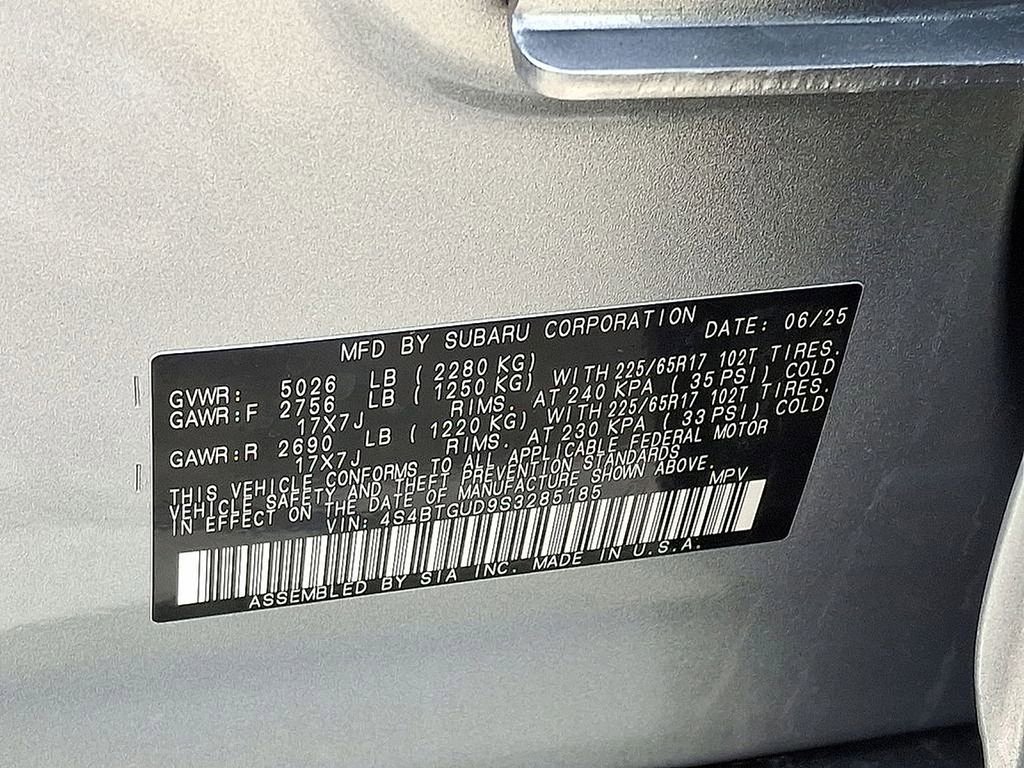 MFD BY SUBARU CORPORATION DATE: 06/25
GVWR: 5026 LB ( 2280 KG)
GAWR:F 2756 LB ( 1250 KG) WITH 225/65R17 102T TIRES.
17X7J RIMS. AT 240 KPA ( 35 PSI) COLD
GAWR:R 2690 LB ( 1220 KG) WITH 225/65R17 102T TIRES.
17X7J RIMS. AT 230 KPA ( 33 PSI) COLD
THIS VEHICLE CONFORMS TO ALL APPLICABLE FEDERAL MOTOR
VEHICLE SAFETY AND THEFT PREVENTION STANDARDS
IN EFFECT ON THE DATE OF MANUFACTURE SHOWN ABOVE.
VIN: 4S4BTGUD9S3285185 MPV
ASSEMBLED BY SIA INC. MADE IN U.S.A.